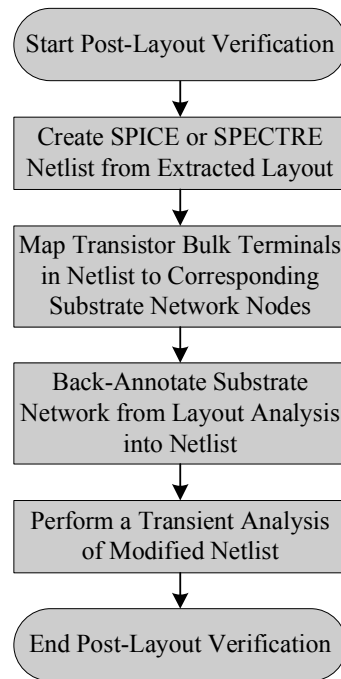 Start Post-Layout Verification
Create SPICE or SPECTRE
Netlist from Extracted Layout
Map Transistor Bulk Terminals
in Netlist to Corresponding
Substrate Network Nodes
Back-Annotate Substrate
Network from Layout Analysis
into Netlist
Perform a Transient Analysis
of Modified Netlist
End Post-Layout Verification